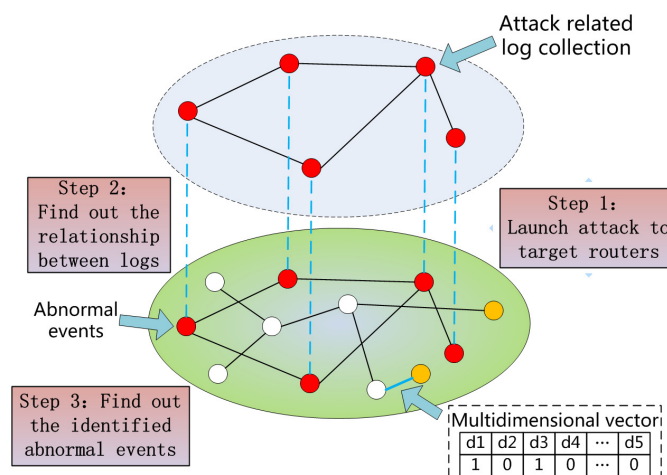 Attack related
log collection
Step 2:
Find out the
relationship
between logs
Step 1:
Launch attack to
target routers
Abnormal
events
Step 3: Find out
the identified
abnormal events
Multidimensional vector
d1 d2 d3 d4 ... d5
1 0 1 0 ... 0